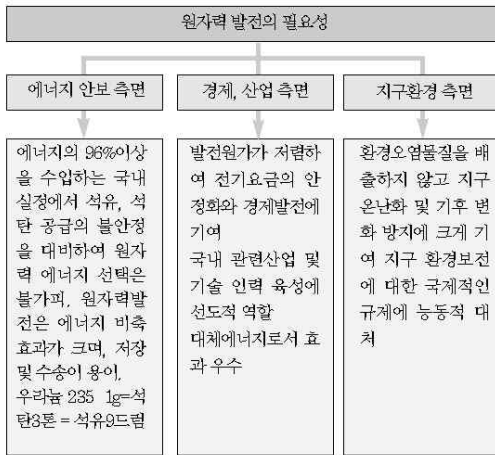 원자력 발전의 필요성
에너지 안보 측면
경제, 산업 측면
지구환경 측면
에너지의 96%이상
을 수입하는 국내
실정에서 석유, 석
탄 공급의 불안정
을 대비하여 원자
력 에너지 선택은
불가피, 원자력발
전은 에너지 비축
효과가 크며, 저장
및 수송이 용이,
우라늄 235 1g=석
탄3톤 = 석유9드럼
발전원가가 저렴하
여 전기요금의 안
정화와 경제발전에
기여
국내 관련산업 및
기술 인력 육성에
선도적 역할
대체에너지로서 효
과 우수
환경오염물질을 배
출하지 않고 지구
온난화 및 기후 변
화 방지에 크게 기
여 지구 환경보전
에 대한 국제적인
규제에 능동적 대
처